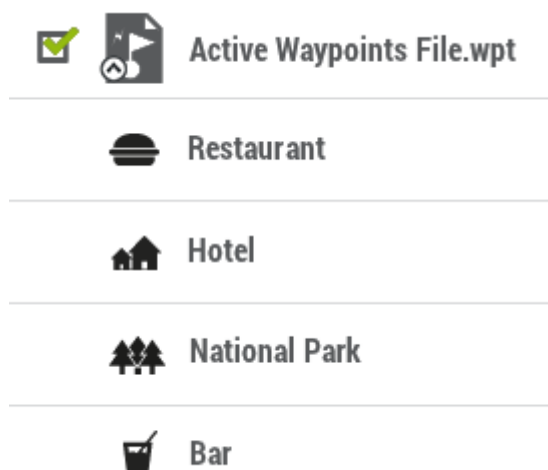 Active Waypoints File.wpt
Restaurant
Hotel
National Park
Bar